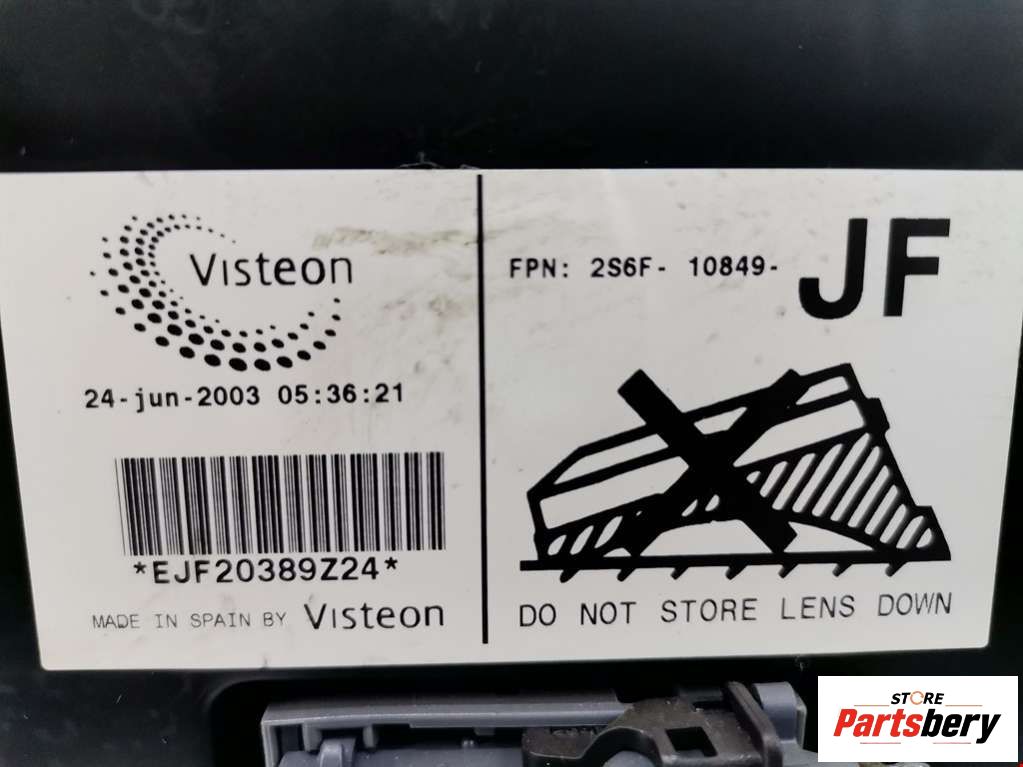 Visteon
24-jun-2003 05:36:21
*EJF20389Z24*
MADE IN SPAIN BY Visteon
FPN: 2S6F- 10849- JF
DO NOT STORE LENS DOWN
STORE
Partsbery